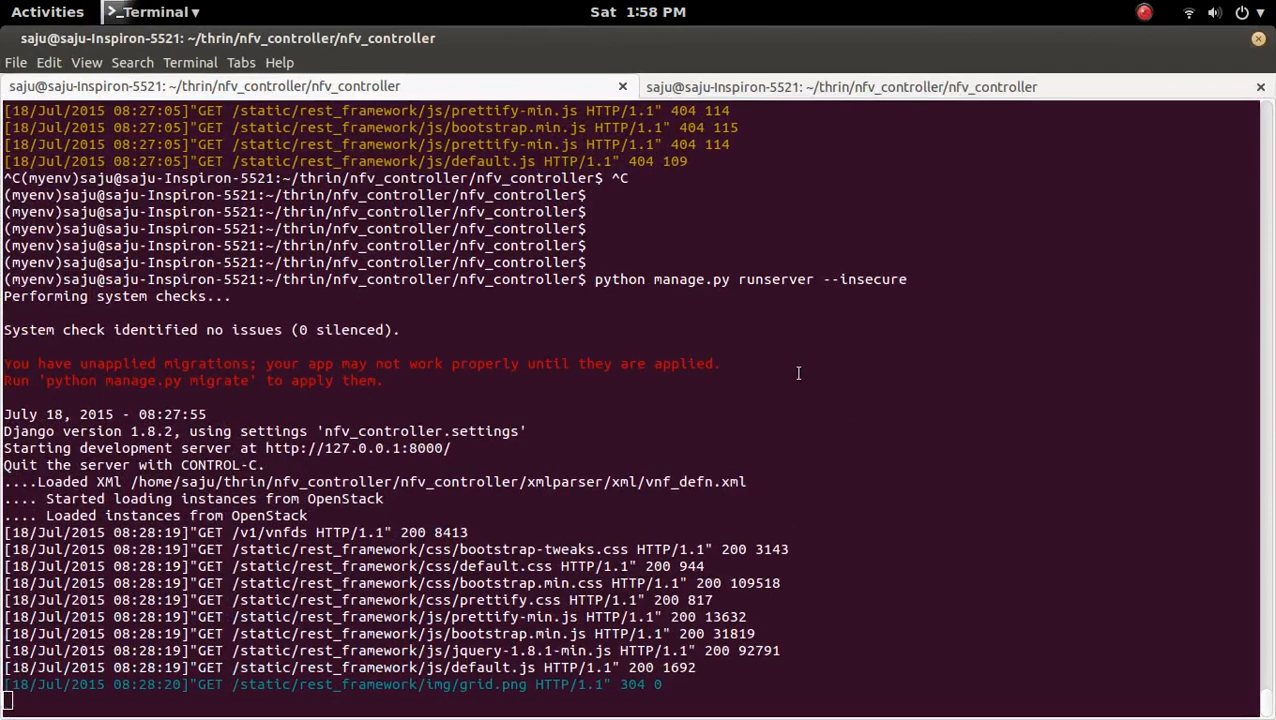 Activities
Terminal ▾
Sat 1:58 PM
saju@saju-Inspiron-5521: ~/thrin/nfv_controller/nfv_controller
File Edit View Search Terminal Tabs Help
saju@saju-Inspiron-5521: ~/thrin/nfv_controller/nfv_controller
saju@saju-Inspiron-5521: ~/thrin/nfv_controller/nfv_controller
[18/Jul/2015 08:27:05]"GET /static/rest_framework/js/prettify-min.js HTTP/1.1" 404 114
[18/Jul/2015 08:27:05]"GET /static/rest_framework/js/bootstrap.min.js HTTP/1.1" 404 115
[18/Jul/2015 08:27:05]"GET /static/rest_framework/js/prettify-min.js HTTP/1.1" 404 114
[18/Jul/2015 08:27:05]"GET /static/rest_framework/js/default.js HTTP/1.1" 404 109
^C(myenv)saju@saju-Inspiron-5521:~/thrin/nfv_controller/nfv_controller$ ^C
(myenv)saju@saju-Inspiron-5521:~/thrin/nfv_controller/nfv_controller$
(myenv)saju@saju-Inspiron-5521:~/thrin/nfv_controller/nfv_controller$
(myenv)saju@saju-Inspiron-5521:~/thrin/nfv_controller/nfv_controller$
(myenv)saju@saju-Inspiron-5521:~/thrin/nfv_controller/nfv_controller$
(myenv)saju@saju-Inspiron-5521:~/thrin/nfv_controller/nfv_controller$
(myenv)saju@saju-Inspiron-5521:~/thrin/nfv_controller/nfv_controller$ python manage.py runserver --insecure
Performing system checks...
System check identified no issues (0 silenced).
You have unapplied migrations; your app may not work properly until they are applied.
Run 'python manage.py migrate' to apply them.
July 18, 2015 - 08:27:55
Django version 1.8.2, using settings 'nfv_controller.settings'
Starting development server at http://127.0.0.1:8000/
Quit the server with CONTROL-C.
....Loaded XMl /home/saju/thrin/nfv_controller/nfv_controller/xmlparser/xml/vnf_defn.xml
.... Started loading instances from OpenStack
.... Loaded instances from OpenStack
[18/Jul/2015 08:28:19]"GET /v1/vnfds HTTP/1.1" 200 8413
[18/Jul/2015 08:28:19]"GET /static/rest_framework/css/bootstrap-tweaks.css HTTP/1.1" 200 3143
[18/Jul/2015 08:28:19]"GET /static/rest_framework/css/default.css HTTP/1.1" 200 944
[18/Jul/2015 08:28:19]"GET /static/rest_framework/css/bootstrap.min.css HTTP/1.1" 200 109518
[18/Jul/2015 08:28:19]"GET /static/rest_framework/css/prettify.css HTTP/1.1" 200 817
[18/Jul/2015 08:28:19]"GET /static/rest_framework/js/prettify-min.js HTTP/1.1" 200 13632
[18/Jul/2015 08:28:19]"GET /static/rest_framework/js/bootstrap.min.js HTTP/1.1" 200 31819
[18/Jul/2015 08:28:19]"GET /static/rest_framework/js/jquery-1.8.1-min.js HTTP/1.1" 200 92791
[18/Jul/2015 08:28:19]"GET /static/rest_framework/js/default.js HTTP/1.1" 200 1692
[18/Jul/2015 08:28:20]"GET /static/rest_framework/img/grid.png HTTP/1.1" 304 0